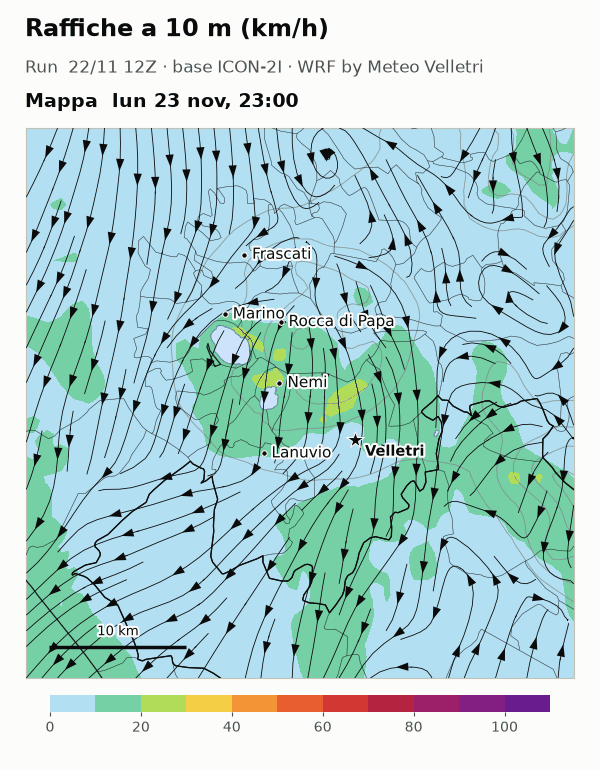 Raffiche a 10 m (km/h)
Run 22/11 12Z · base ICON-2I · WRF by Meteo Velletri
Mappa lun 23 nov, 23:00
Frascati
Marino
Rocca di Papa
Nemi
Velletri
Lanuvio
10 km
0 20 40 60 80 100